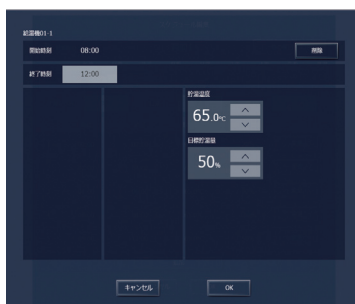 給湯機01-1
開始時刻 08:00 削除
終了時刻 12:00
貯湯温度
65.0℃
目標貯湯量
50%
キャンセル OK